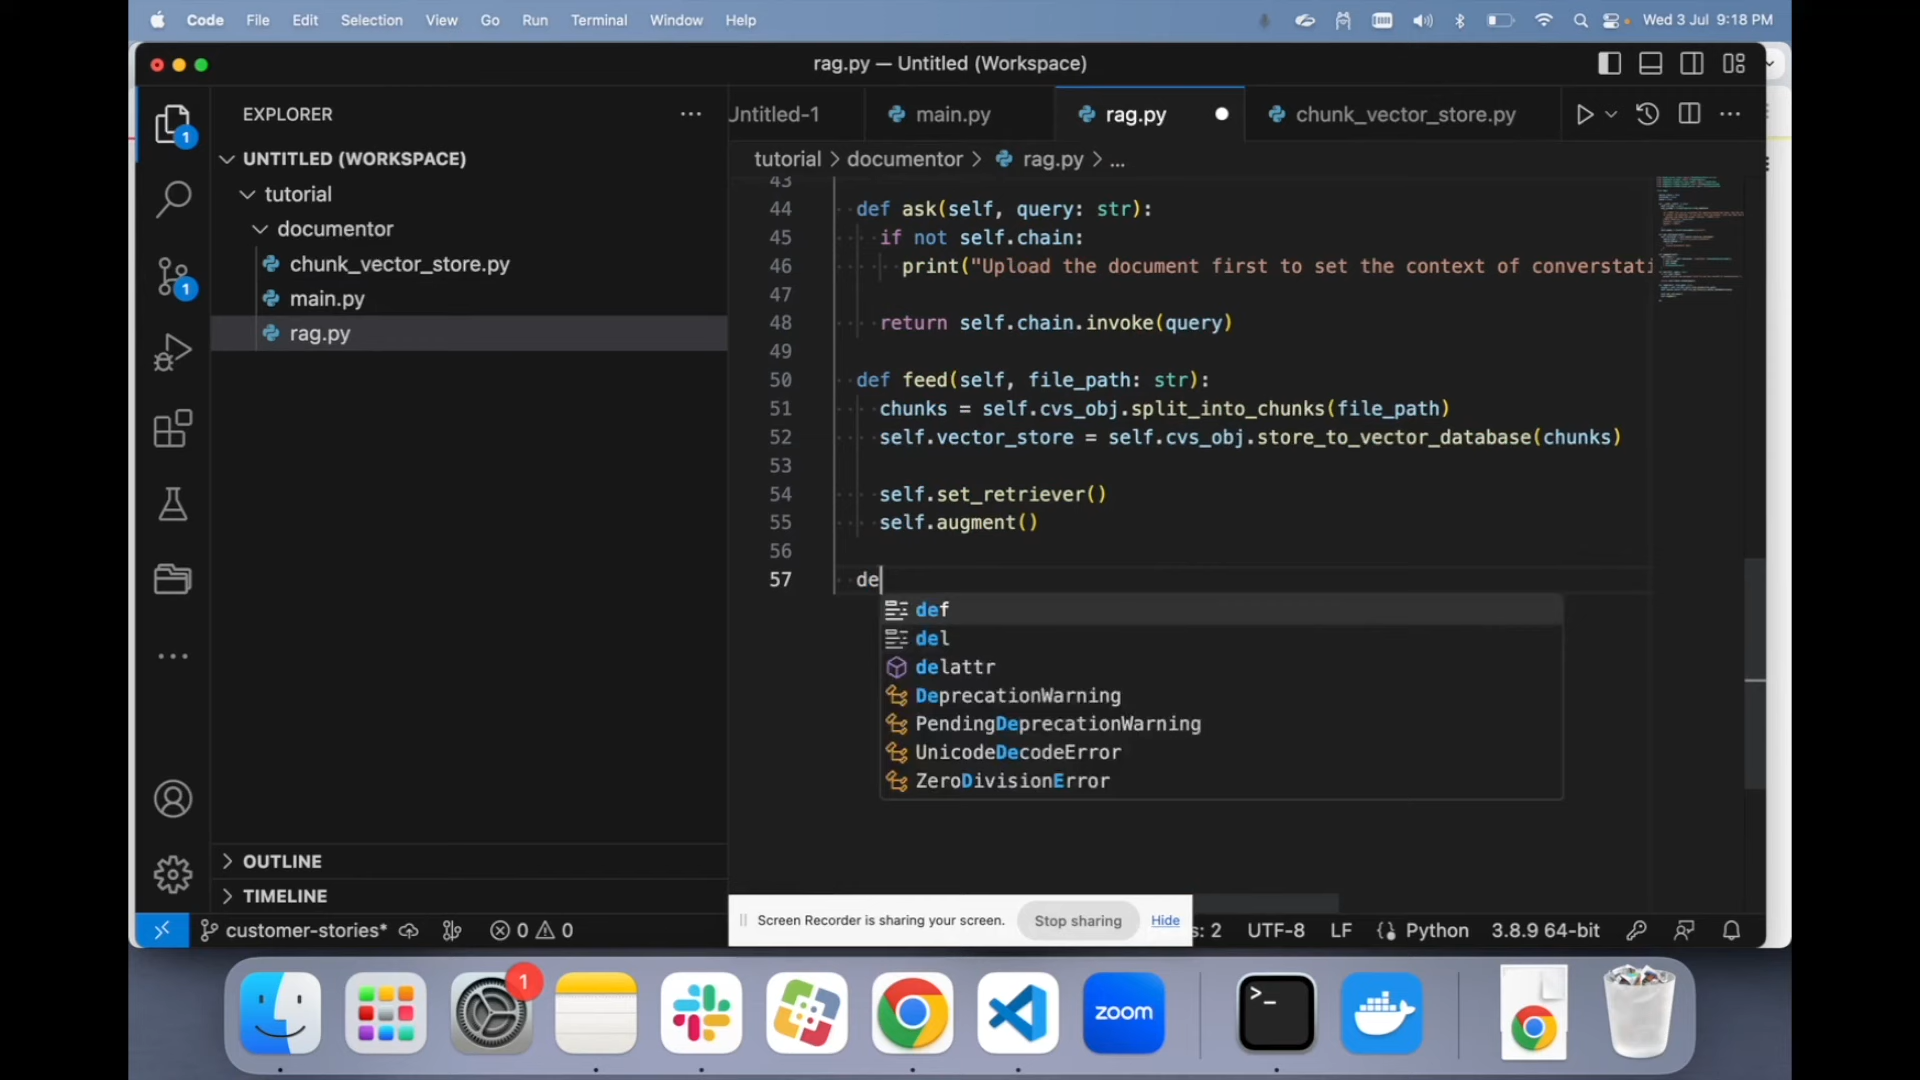 Code File Edit Selection View Go Run Terminal Window Help Wed 3 Jul 9:18 PM
rag.py — Untitled (Workspace)
EXPLORER
Untitled-1 main.py rag.py chunk_vector_store.py
UNTITLED (WORKSPACE)
tutorial > documentor > rag.py > ...
tutorial
documentor
chunk_vector_store.py
main.py
rag.py
43
44 def ask(self, query: str):
45 if not self.chain:
46 print("Upload the document first to set the context of converstati
47
48 return self.chain.invoke(query)
49
50 def feed(self, file_path: str):
51 chunks = self.cvs_obj.split_into_chunks(file_path)
52 self.vector_store = self.cvs_obj.store_to_vector_database(chunks)
53
54 self.set_retriever()
55 self.augment()
56
57 de
def
del
delattr
DeprecationWarning
PendingDeprecationWarning
UnicodeDecodeError
ZeroDivisionError
1
1
OUTLINE
TIMELINE
Screen Recorder is sharing your screen. Stop sharing Hide
customer-stories* 0 0 s: 2 UTF-8 LF Python 3.8.9 64-bit
1
zoom
>_